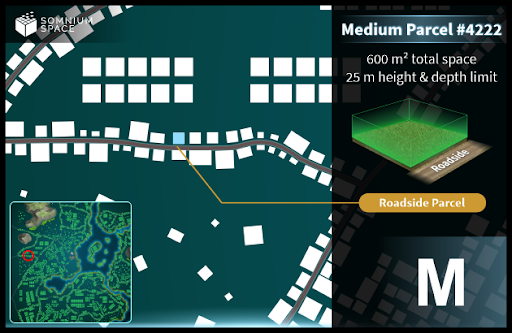 SOMNIUM
SPACE
Medium Parcel #4222
600 m² total space
25 m height & depth limit
Roadside
Roadside Parcel
M